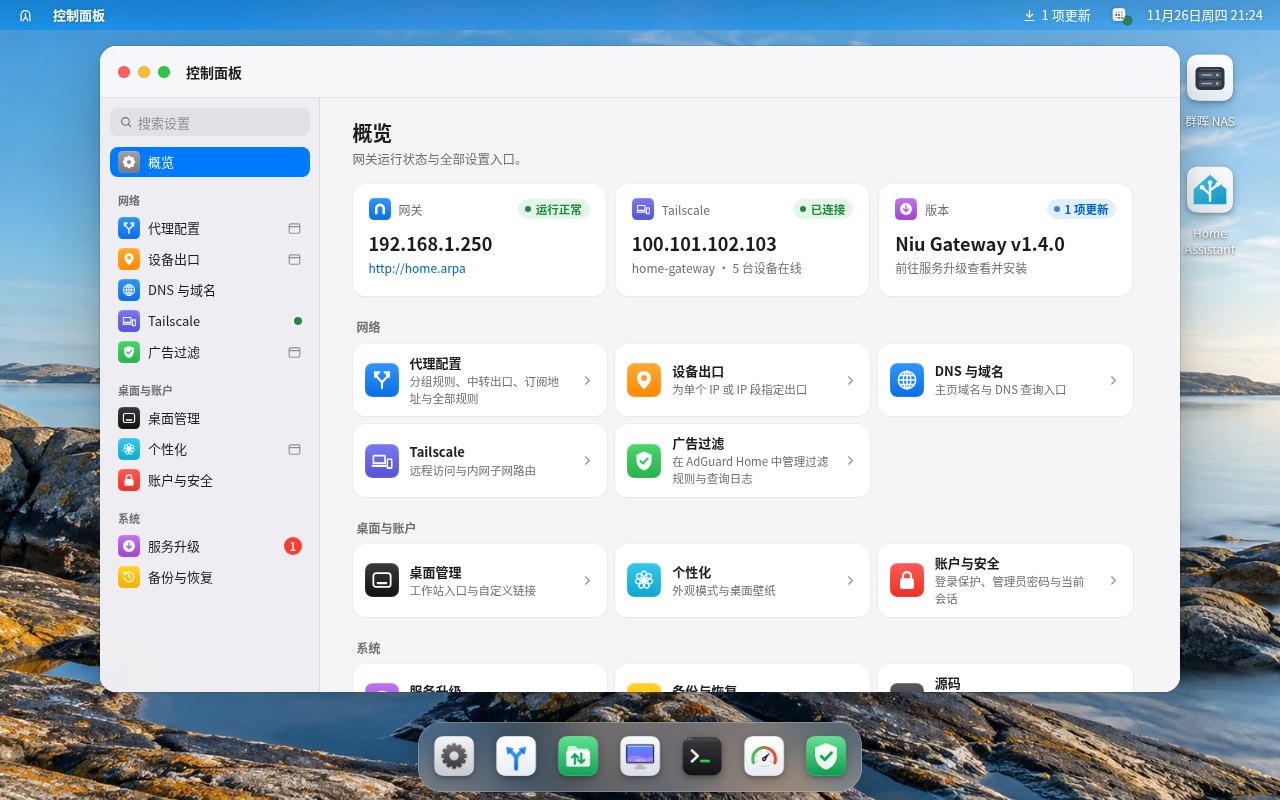 控制面板
1 项更新
11月26日周四 21:24
控制面板
群晖 NAS
Home
Assistant
搜索设置
概览
网络
代理配置
设备出口
DNS 与域名
Tailscale
广告过滤
桌面与账户
桌面管理
个性化
账户与安全
系统
服务升级
1
备份与恢复
概览
网关运行状态与全部设置入口。
网关
运行正常
192.168.1.250
http://home.arpa
Tailscale
已连接
100.101.102.103
home-gateway · 5 台设备在线
版本
1 项更新
Niu Gateway v1.4.0
前往服务升级查看并安装
网络
代理配置
分组规则、中转出口、订阅地
址与全部规则
设备出口
为单个 IP 或 IP 段指定出口
DNS 与域名
主页域名与 DNS 查询入口
Tailscale
远程访问与内网子网路由
广告过滤
在 AdGuard Home 中管理过滤
规则与查询日志
桌面与账户
桌面管理
工作站入口与自定义链接
个性化
外观模式与桌面壁纸
账户与安全
登录保护、管理员密码与当前
会话
系统
服务升级
备份与恢复
源码